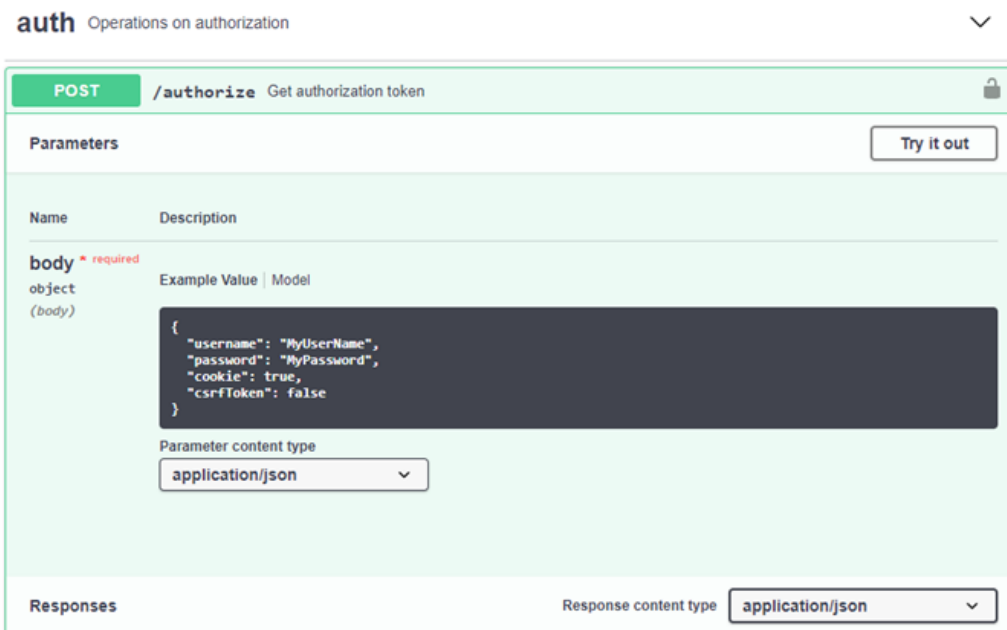 auth Operations on authorization
POST /authorize Get authorization token
Parameters Try it out
Name Description
body * required
object
(body)
Example Value | Model
{
  "username": "MyUserName",
  "password": "MyPassword",
  "cookie": true,
  "csrfToken": false
}
Parameter content type
application/json
Responses Response content type application/json